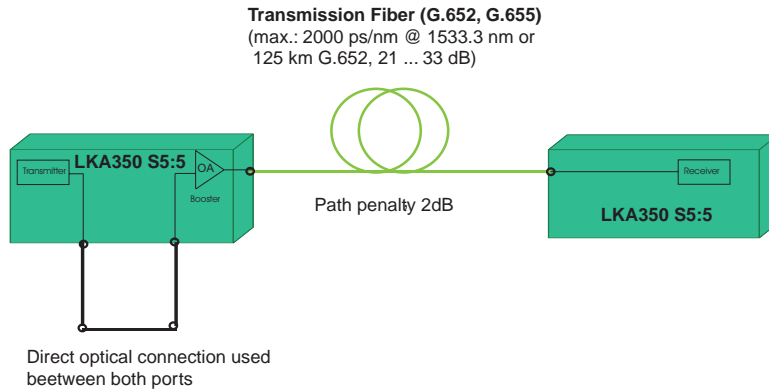 Transmission Fiber (G.652, G.655)
(max.: 2000 ps/nm @ 1533.3 nm or
125 km G.652, 21 ... 33 dB)
LKA350 S5:5
Transmitter
OA
Booster
Path penalty 2dB
Receiver
LKA350 S5:5
Direct optical connection used
beetween both ports